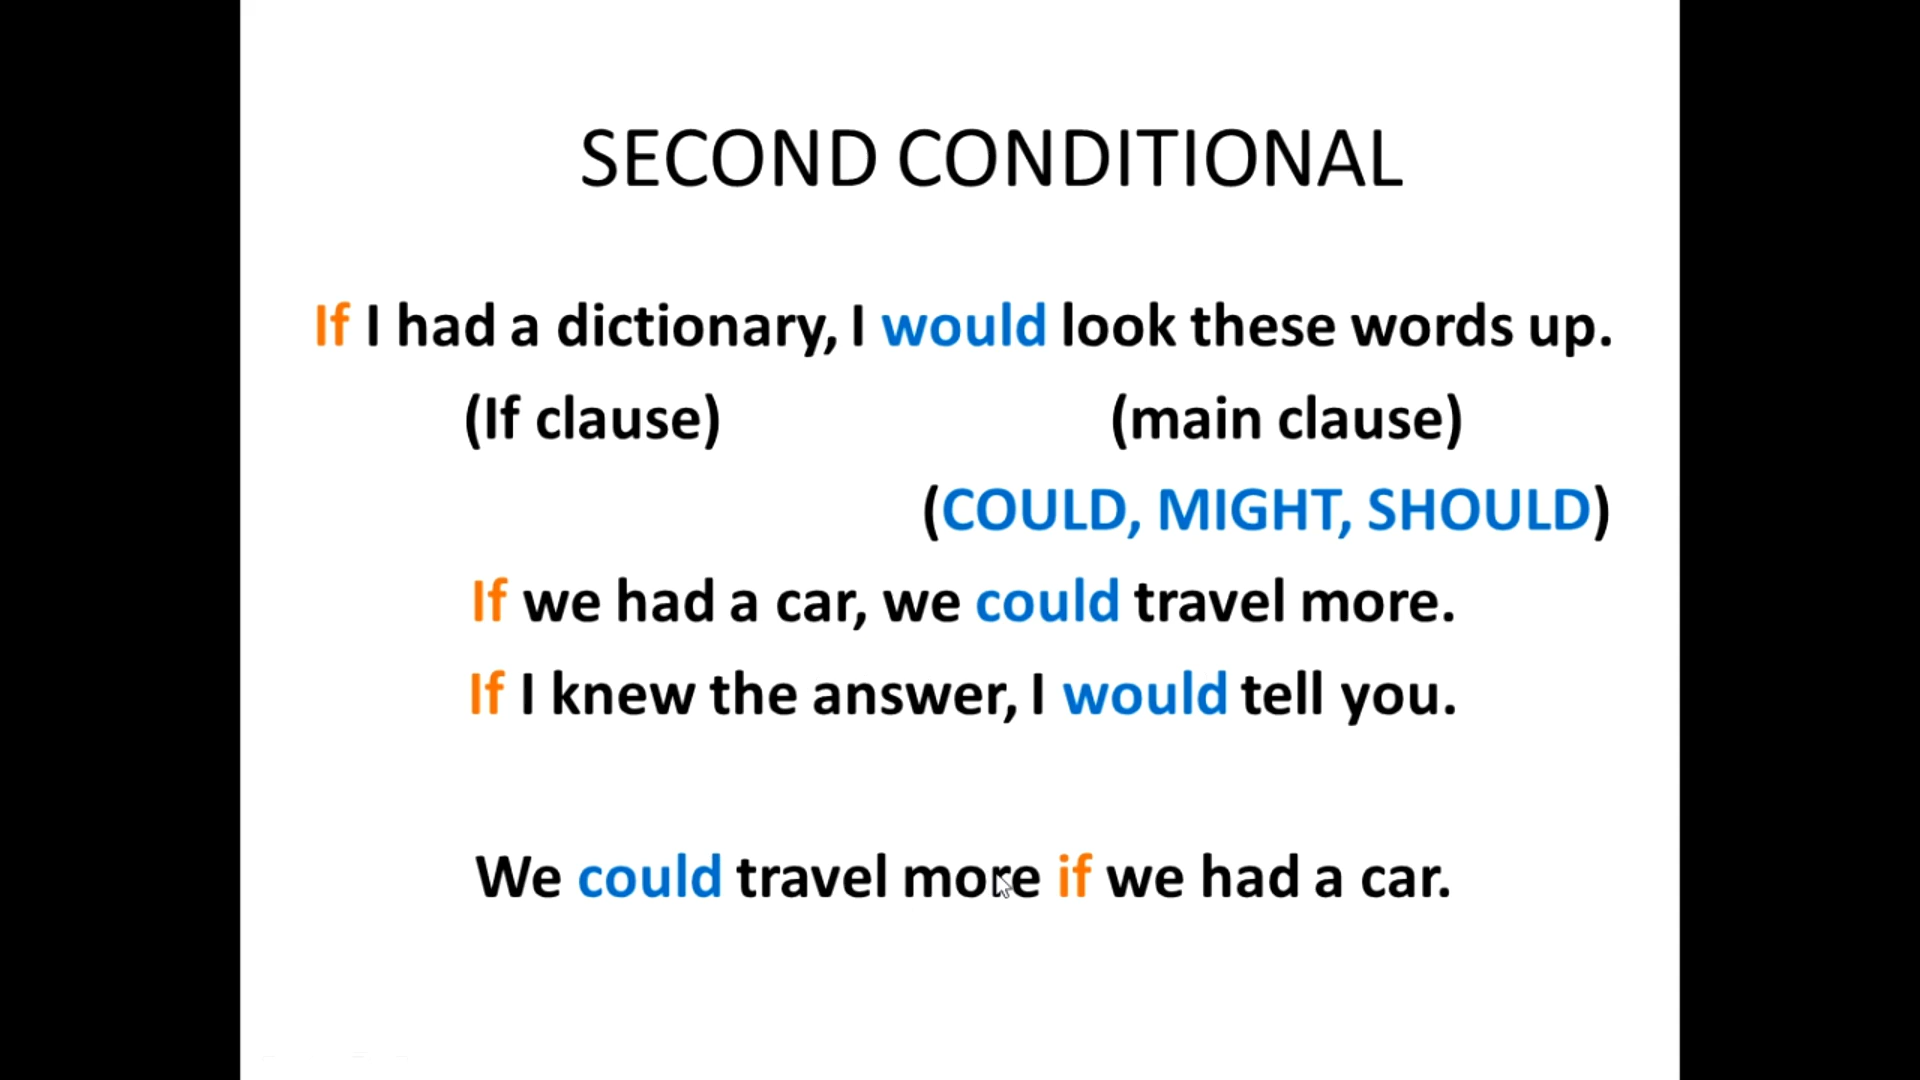 SECOND CONDITIONAL
If I had a dictionary, I would look these words up.
(If clause) (main clause)
(COULD, MIGHT, SHOULD)
If we had a car, we could travel more.
If I knew the answer, I would tell you.
We could travel more if we had a car.